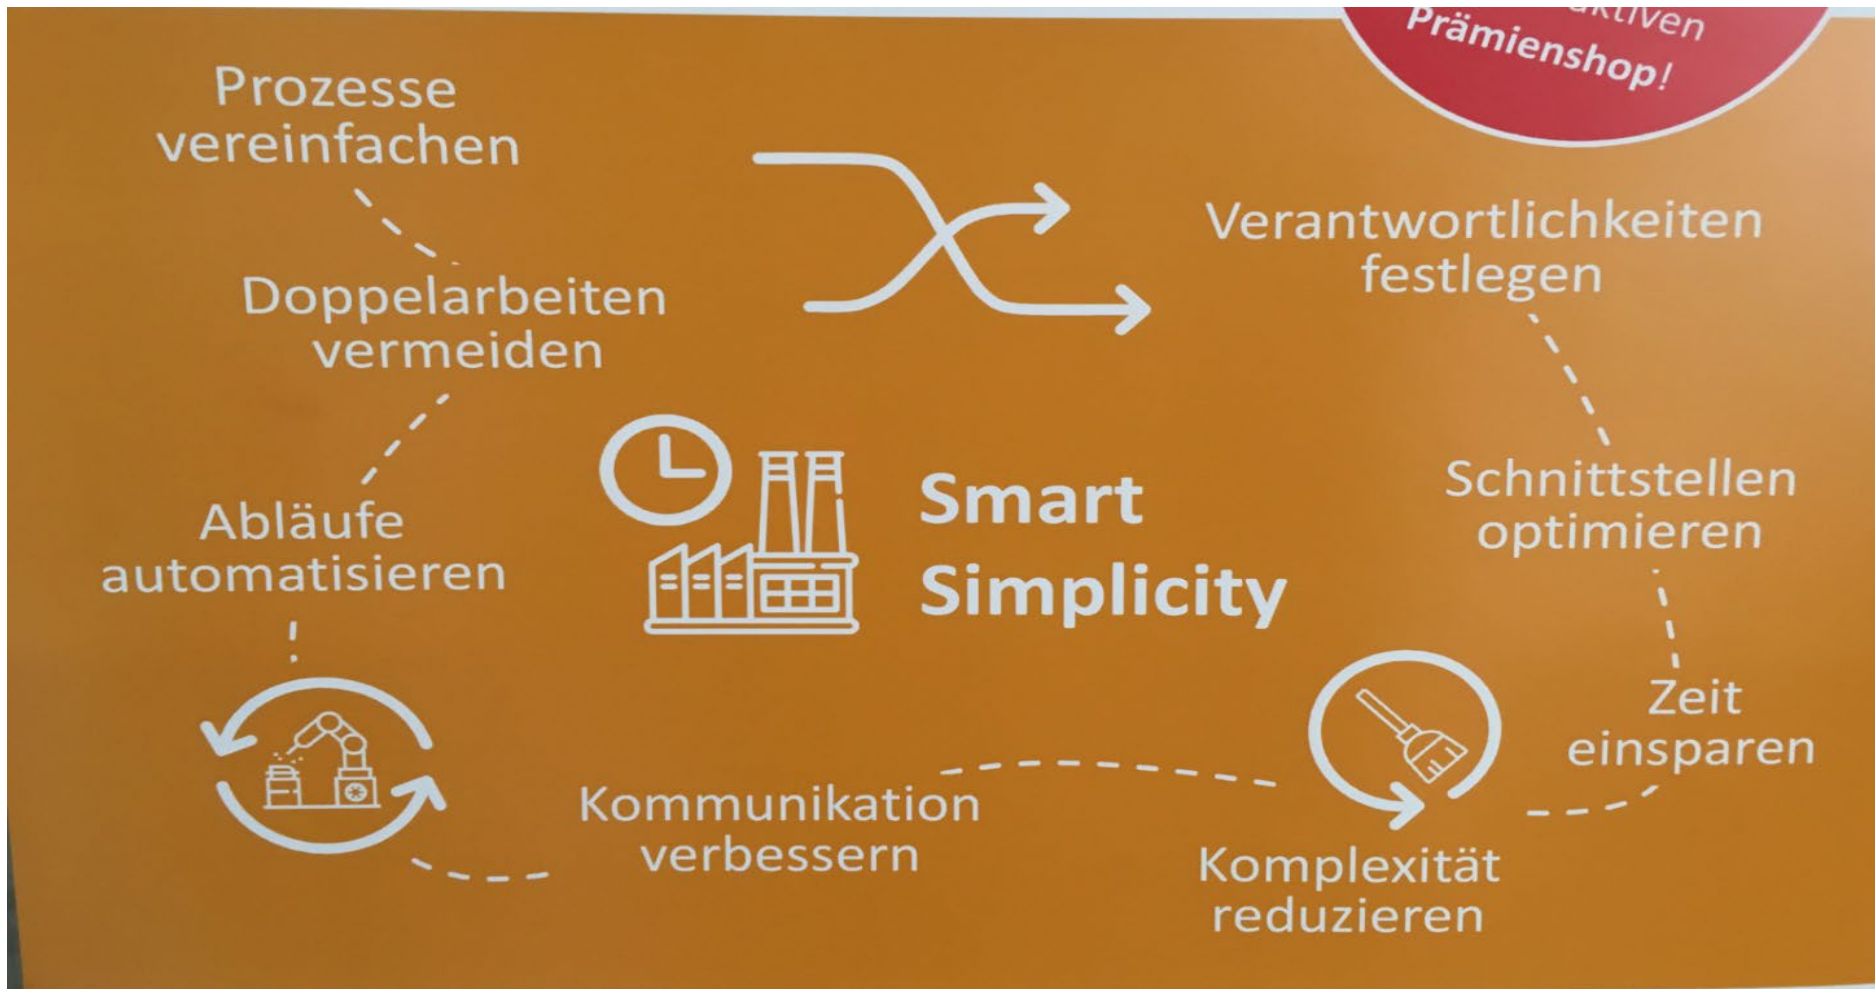 Prämienshop!
Prozesse
vereinfachen
Doppelarbeiten
vermeiden
Abläufe
automatisieren
Kommunikation
verbessern
Komplexität
reduzieren
Zeit
einsparen
Schnittstellen
optimieren
Verantwortlichkeiten
festlegen
Smart
Simplicity